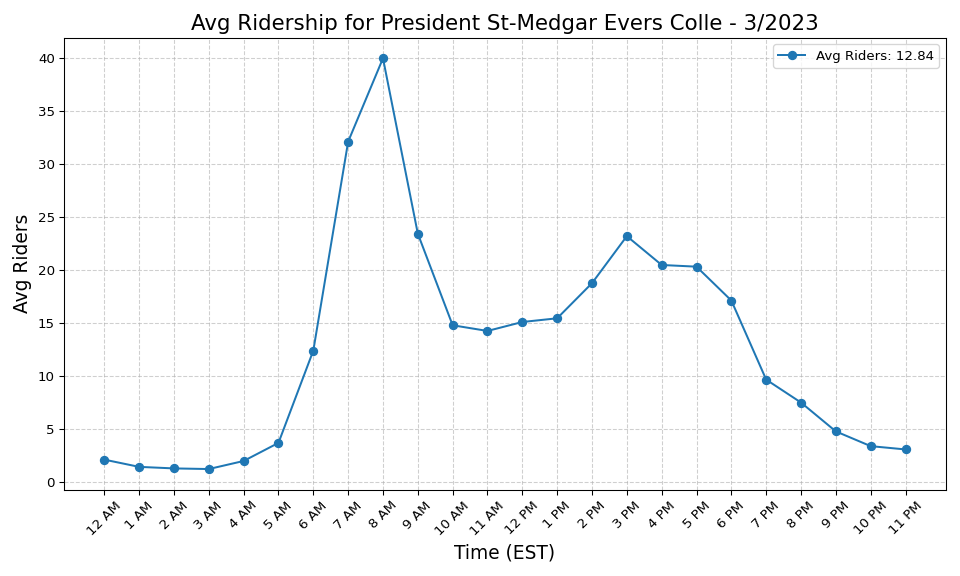 Avg Ridership for President St-Medgar Evers Colle - 3/2023
Avg Riders: 12.84
Avg Riders
40
35
30
25
20
15
10
5
0
12 AM
1 AM
2 AM
3 AM
4 AM
5 AM
6 AM
7 AM
8 AM
9 AM
10 AM
11 AM
12 PM
1 PM
2 PM
3 PM
4 PM
5 PM
6 PM
7 PM
8 PM
9 PM
10 PM
11 PM
Time (EST)